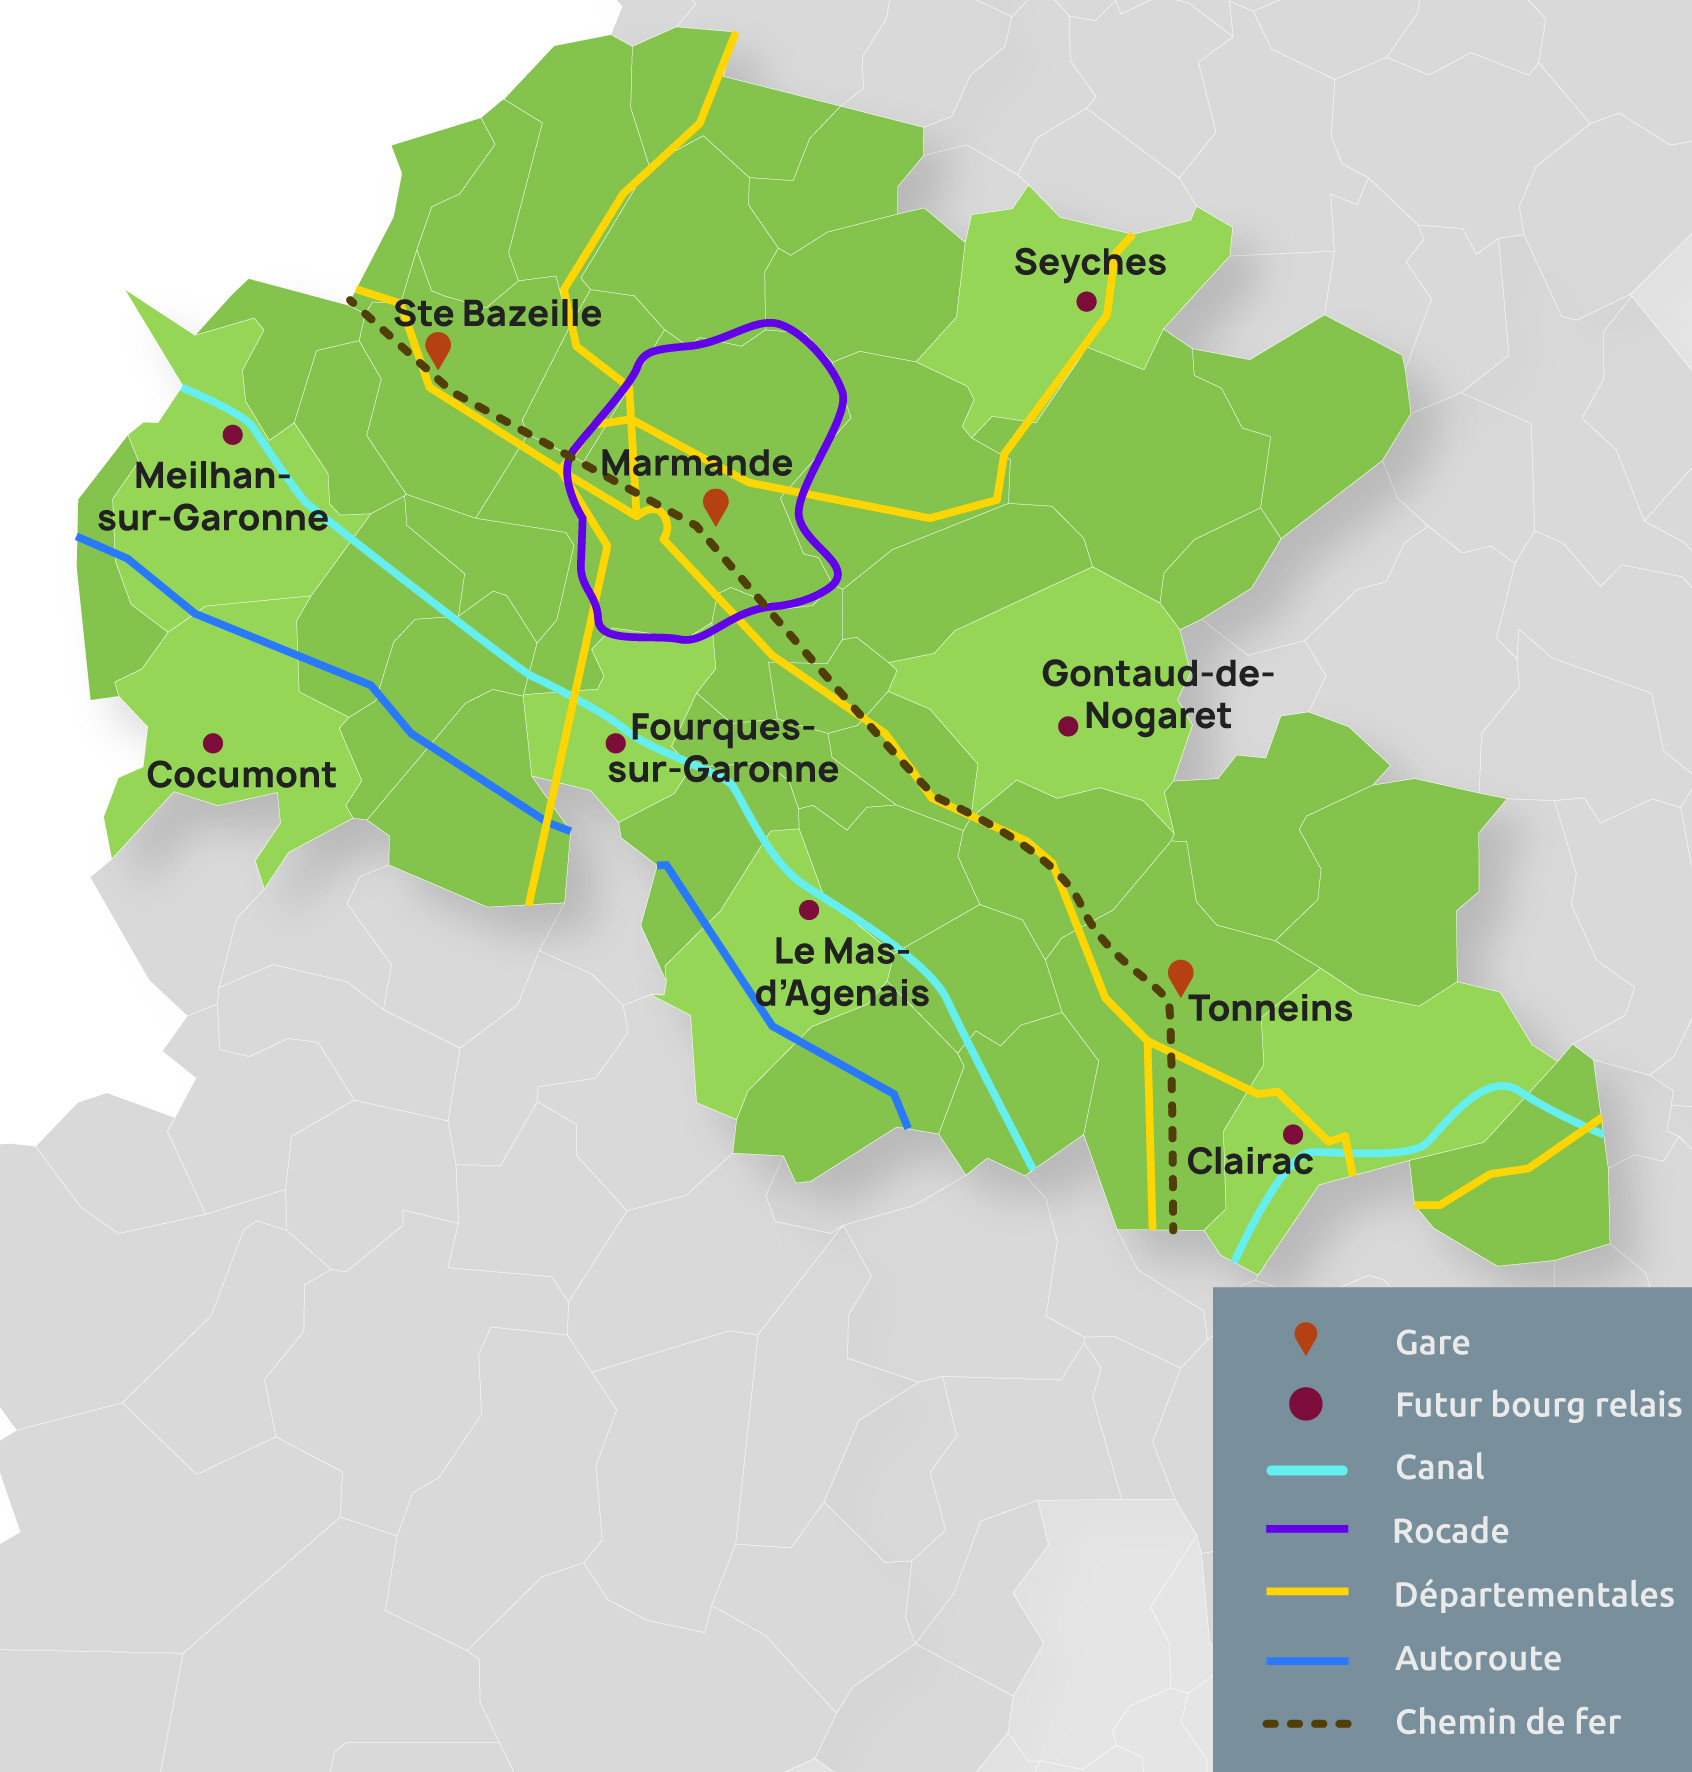 Seyches
Ste Bazeille
Marmande
Meilhan-
sur-Garonne
Gontaud-de-
Nogaret
Fourques-
sur-Garonne
Cocumont
Le Mas-
d’Agenais
Tonneins
Clairac
Gare
Futur bourg relais
Canal
Rocade
Départementales
Autoroute
Chemin de fer